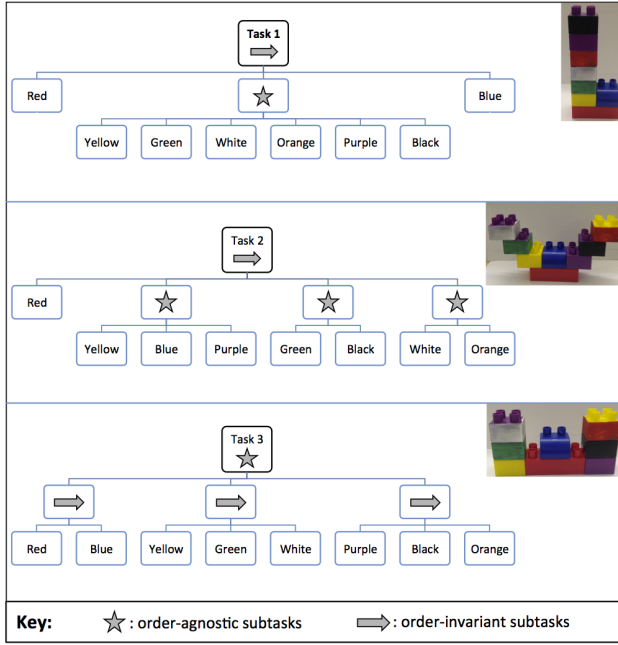 Task 1
Red
Blue
Yellow
Green
White
Orange
Purple
Black
Task 2
Red
Yellow
Blue
Purple
Green
Black
White
Orange
Task 3
Red
Blue
Yellow
Green
White
Purple
Black
Orange
Key: : order-agnostic subtasks : order-invariant subtasks